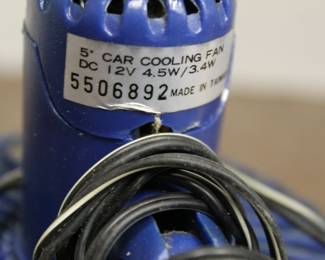 5" CAR COOLING FAN
DC 12V 4.5W/3.4W
5506892 MADE IN TAIWAN